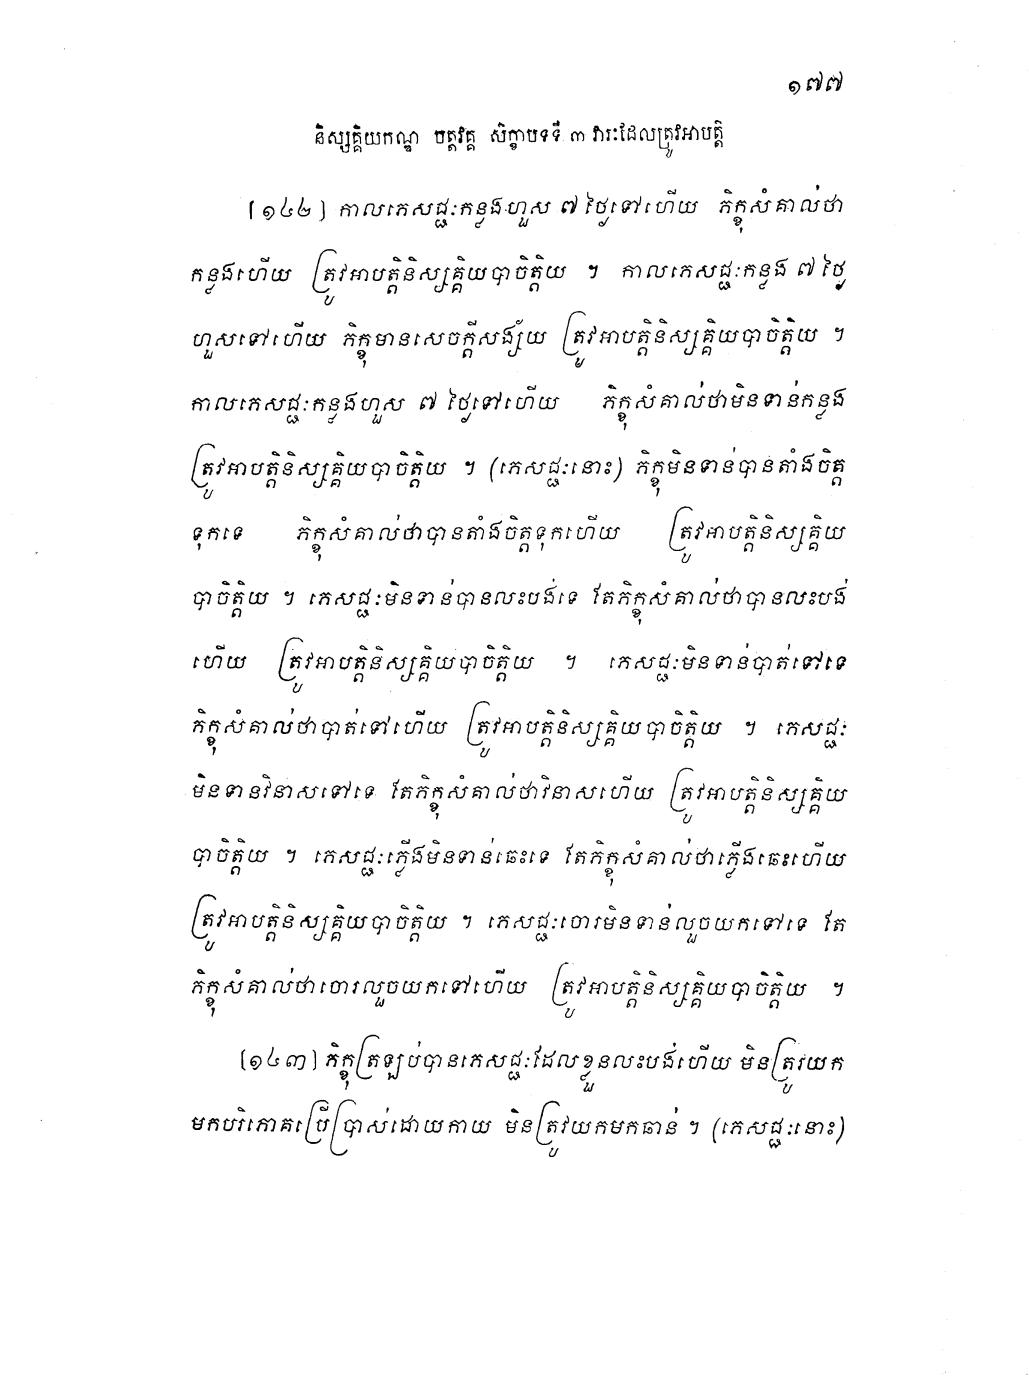 ១៧៧
និស្សគ្គិយកណ្ឌ បត្តវគ្គ សិក្ខាបទទី ៣ វារៈដែលត្រូវអាបត្តិ
[១៤២] កាលភេសជ្ជៈកន្លងហួស ៧ ថ្ងៃទៅហើយ ភិក្ខុសំគាល់ថា
កន្លងហើយ ត្រូវអាបត្តិនិស្សគ្គិយបាចិត្តិយ ។ កាលភេសជ្ជៈកន្លង ៧ ថ្ងៃ
ហួសទៅហើយ ភិក្ខុមានសេចក្តីសង្ស័យ ត្រូវអាបត្តិនិស្សគ្គិយបាចិត្តិយ ។
កាលភេសជ្ជៈកន្លងហួស ៧ ថ្ងៃទៅហើយ ភិក្ខុសំគាល់ថាមិនទាន់កន្លង
ត្រូវអាបត្តិនិស្សគ្គិយបាចិត្តិយ ។ (ភេសជ្ជៈនោះ) ភិក្ខុមិនទាន់បានតាំងចិត្ត
ទុកទេ ភិក្ខុសំគាល់ថាបានតាំងចិត្តទុកហើយ ត្រូវអាបត្តិនិស្សគ្គិយ
បាចិត្តិយ ។ ភេសជ្ជៈមិនទាន់បានលះបង់ទេ តែភិក្ខុសំគាល់ថាបានលះបង់
ហើយ ត្រូវអាបត្តិនិស្សគ្គិយបាចិត្តិយ ។ ភេសជ្ជៈមិនទាន់បាត់ទៅទេ
ភិក្ខុសំគាល់ថាបាត់ទៅហើយ ត្រូវអាបត្តិនិស្សគ្គិយបាចិត្តិយ ។ ភេសជ្ជៈ
មិនទានវិនាសទៅទេ តែភិក្ខុសំគាល់ថាវិនាសហើយ ត្រូវអាបត្តិនិស្សគ្គិយ
បាចិត្តិយ ។ ភេសជ្ជៈភ្លើងមិនទាន់ឆេះទេ តែភិក្ខុសំគាល់ថាភ្លើងឆេះហើយ
ត្រូវអាបត្តិនិស្សគ្គិយបាចិត្តិយ ។ ភេសជ្ជៈចោរមិនទាន់លួចយកទៅទេ តែ
ភិក្ខុសំគាល់ថាចោរលួចយកទៅហើយ ត្រូវអាបត្តិនិស្សគ្គិយបាចិត្តិយ ។
[១៤៣] ភិក្ខុត្រឡប់បានភេសជ្ជៈដែលខ្លួនលះបង់ហើយ មិនត្រូវយក
មកបរិភោគប្រើប្រាស់ដោយកាយ មិនត្រូវយកមកធាន់ ។ (ភេសជ្ជៈនោះ)